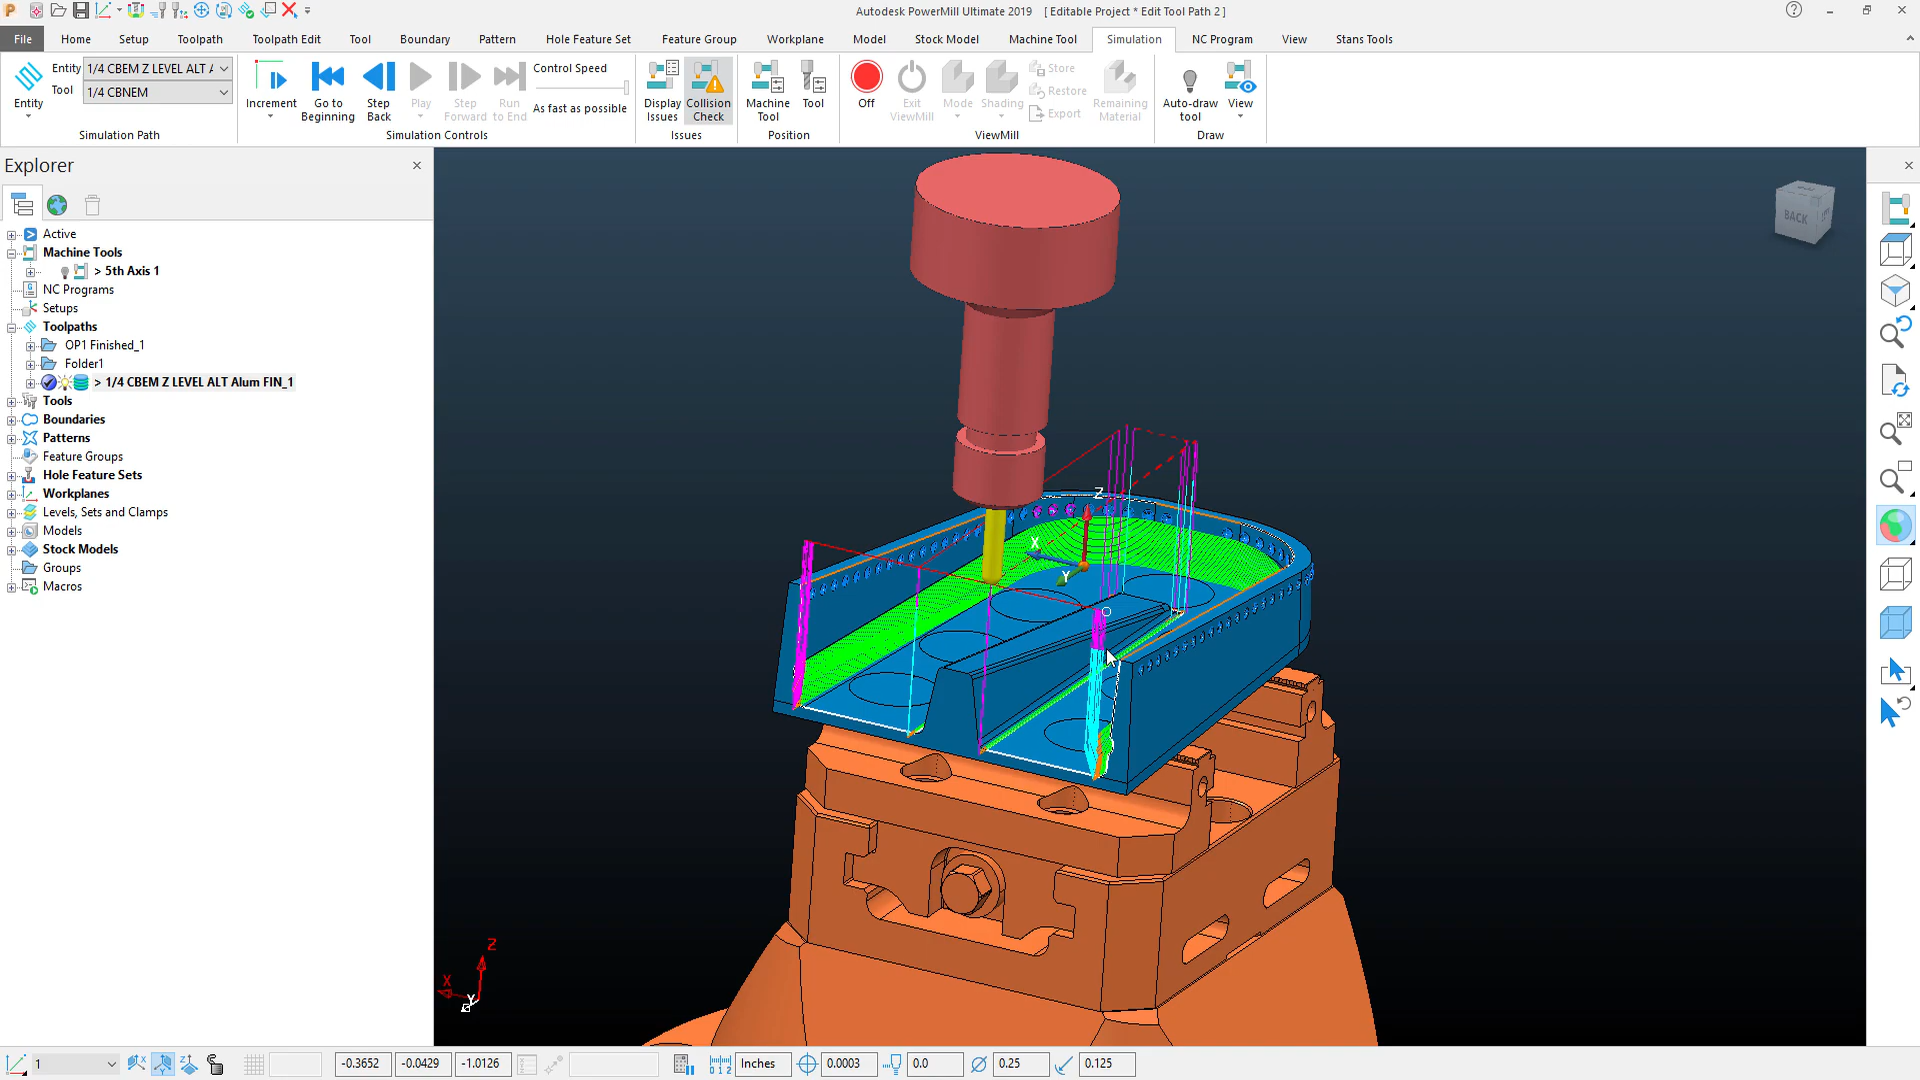 Autodesk PowerMill Ultimate 2019 [ Editable Project * Edit Tool Path 2 ]
File Home Setup Toolpath Toolpath Edit Tool Boundary Pattern Hole Feature Set Feature Group Workplane Model Stock Model Machine Tool Simulation NC Program View Stans Tools
Entity
Entity 1/4 CBEM Z LEVEL ALT A
Tool 1/4 CBNEM
Simulation Path
Increment
Go to Beginning
Step Back
Play
Step Forward
Run to End
Control Speed
As fast as possible
Simulation Controls
Display Issues
Collision Check
Issues
Machine Tool
Tool
Position
Off
Exit ViewMill
Mode
Shading
Store
Restore
Export
Remaining Material
ViewMill
Auto-draw tool
View
Draw
Explorer
Active
Machine Tools
> 5th Axis 1
NC Programs
Setups
Toolpaths
OP1 Finished_1
Folder1
> 1/4 CBEM Z LEVEL ALT Alum FIN_1
Tools
Boundaries
Patterns
Feature Groups
Hole Feature Sets
Workplanes
Levels, Sets and Clamps
Models
Stock Models
Groups
Macros
BACK
Z
X
Y
Z
X
Y
1 -0.3652 -0.0429 -1.0126 Inches 0.0003 0.0 0.25 0.125